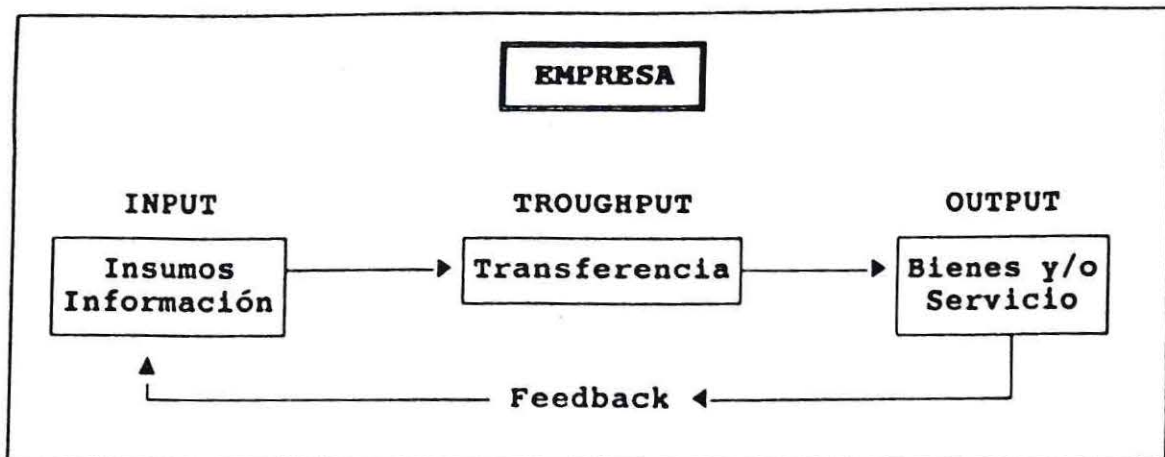 EMPRESA
INPUT TROUGHPUT OUTPUT
Insumos Transferencia Bienes y/o
Información Servicio
Feedback